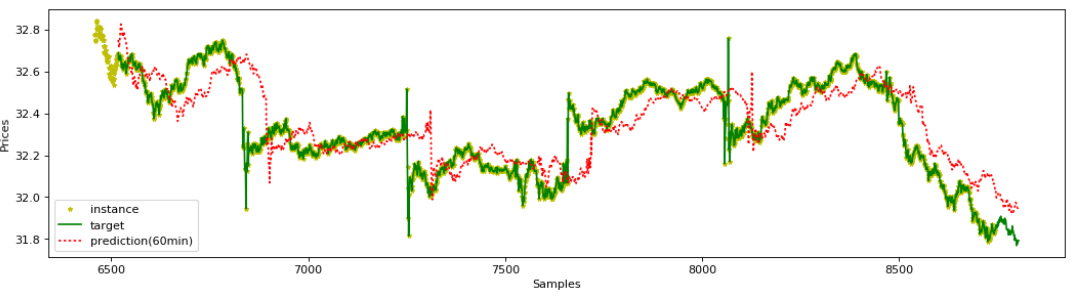 32.8
32.6
32.4
32.2
32.0
31.8
Prices
instance
target
prediction(60min)
6500 7000 7500 8000 8500
Samples